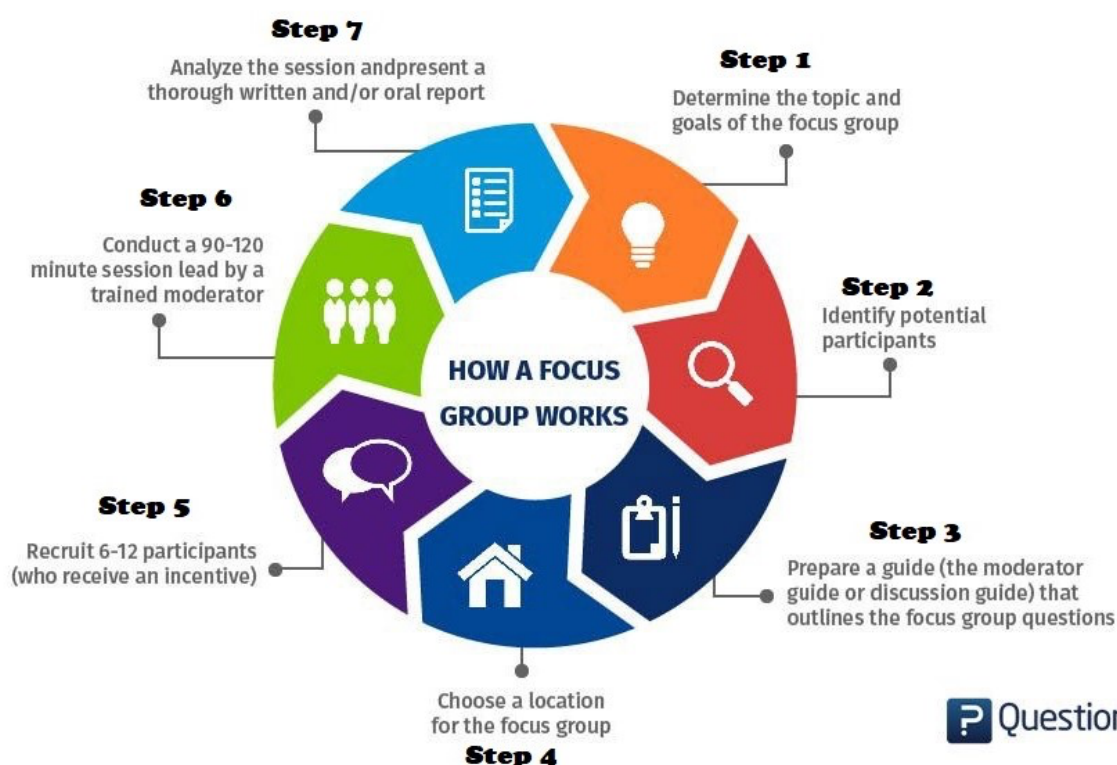 Step 7
Analyze the session andpresent a
thorough written and/or oral report
Step 1
Determine the topic and
goals of the focus group
Step 6
Conduct a 90-120
minute session lead by a
trained moderator
Step 2
Identify potential
participants
HOW A FOCUS
GROUP WORKS
Step 5
Recruit 6-12 participants
(who receive an incentive)
Step 3
Prepare a guide (the moderator
guide or discussion guide) that
outlines the focus group questions
Choose a location
for the focus group
Step 4
? Question